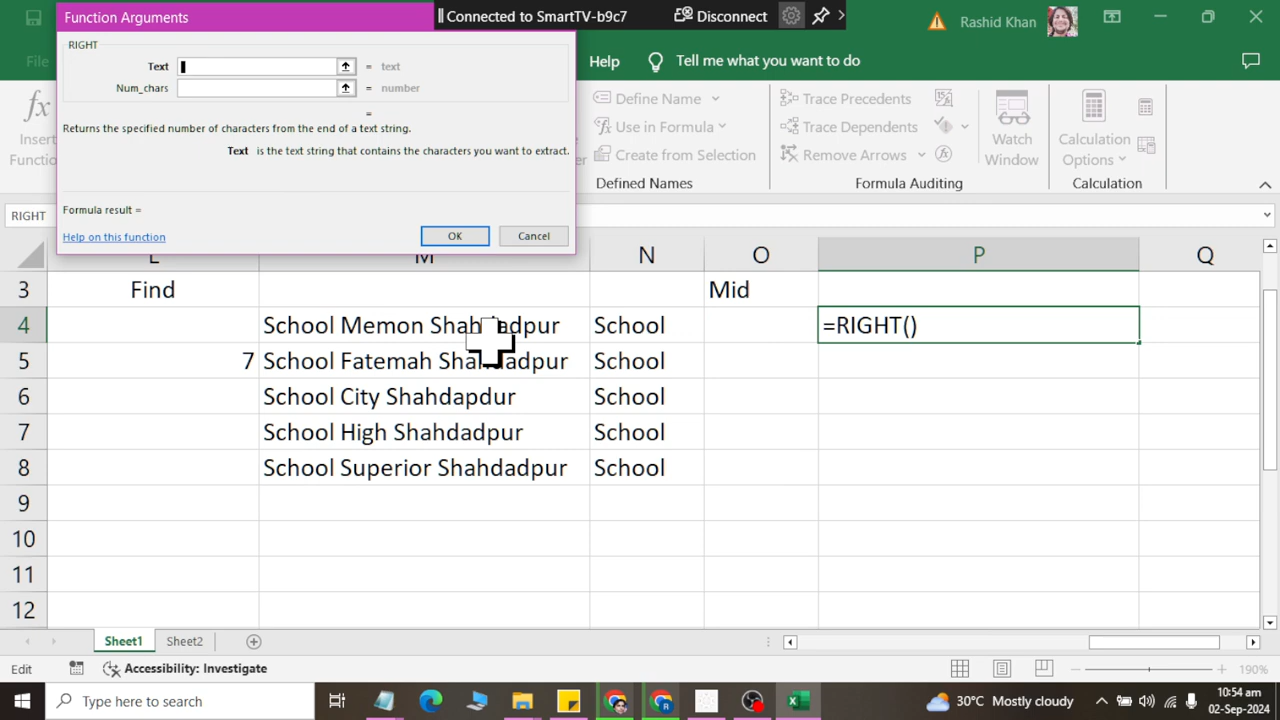 Function Arguments
Connected to SmartTV-b9c7
Disconnect
Rashid Khan
RIGHT
Text = text
Num_chars = number
=
Returns the specified number of characters from the end of a text string.
Text is the text string that contains the characters you want to extract.
Formula result =
Help on this function
OK
Cancel
File
Help
Tell me what you want to do
fx
Insert
Function
Define Name
Use in Formula
Create from Selection
Defined Names
Trace Precedents
Trace Dependents
Remove Arrows
Formula Auditing
Watch
Window
Calculation
Options
Calculation
RIGHT
L M N O P Q
3 Find Mid
4 School Memon Shahdadpur School =RIGHT()
5 7 School Fatemah Shahdadpur School
6 School City Shahdapdur School
7 School High Shahdadpur School
8 School Superior Shahdadpur School
9
10
11
12
Sheet1
Sheet2
Edit
Accessibility: Investigate
190%
Type here to search
30°C Mostly cloudy
10:54 am
02-Sep-2024